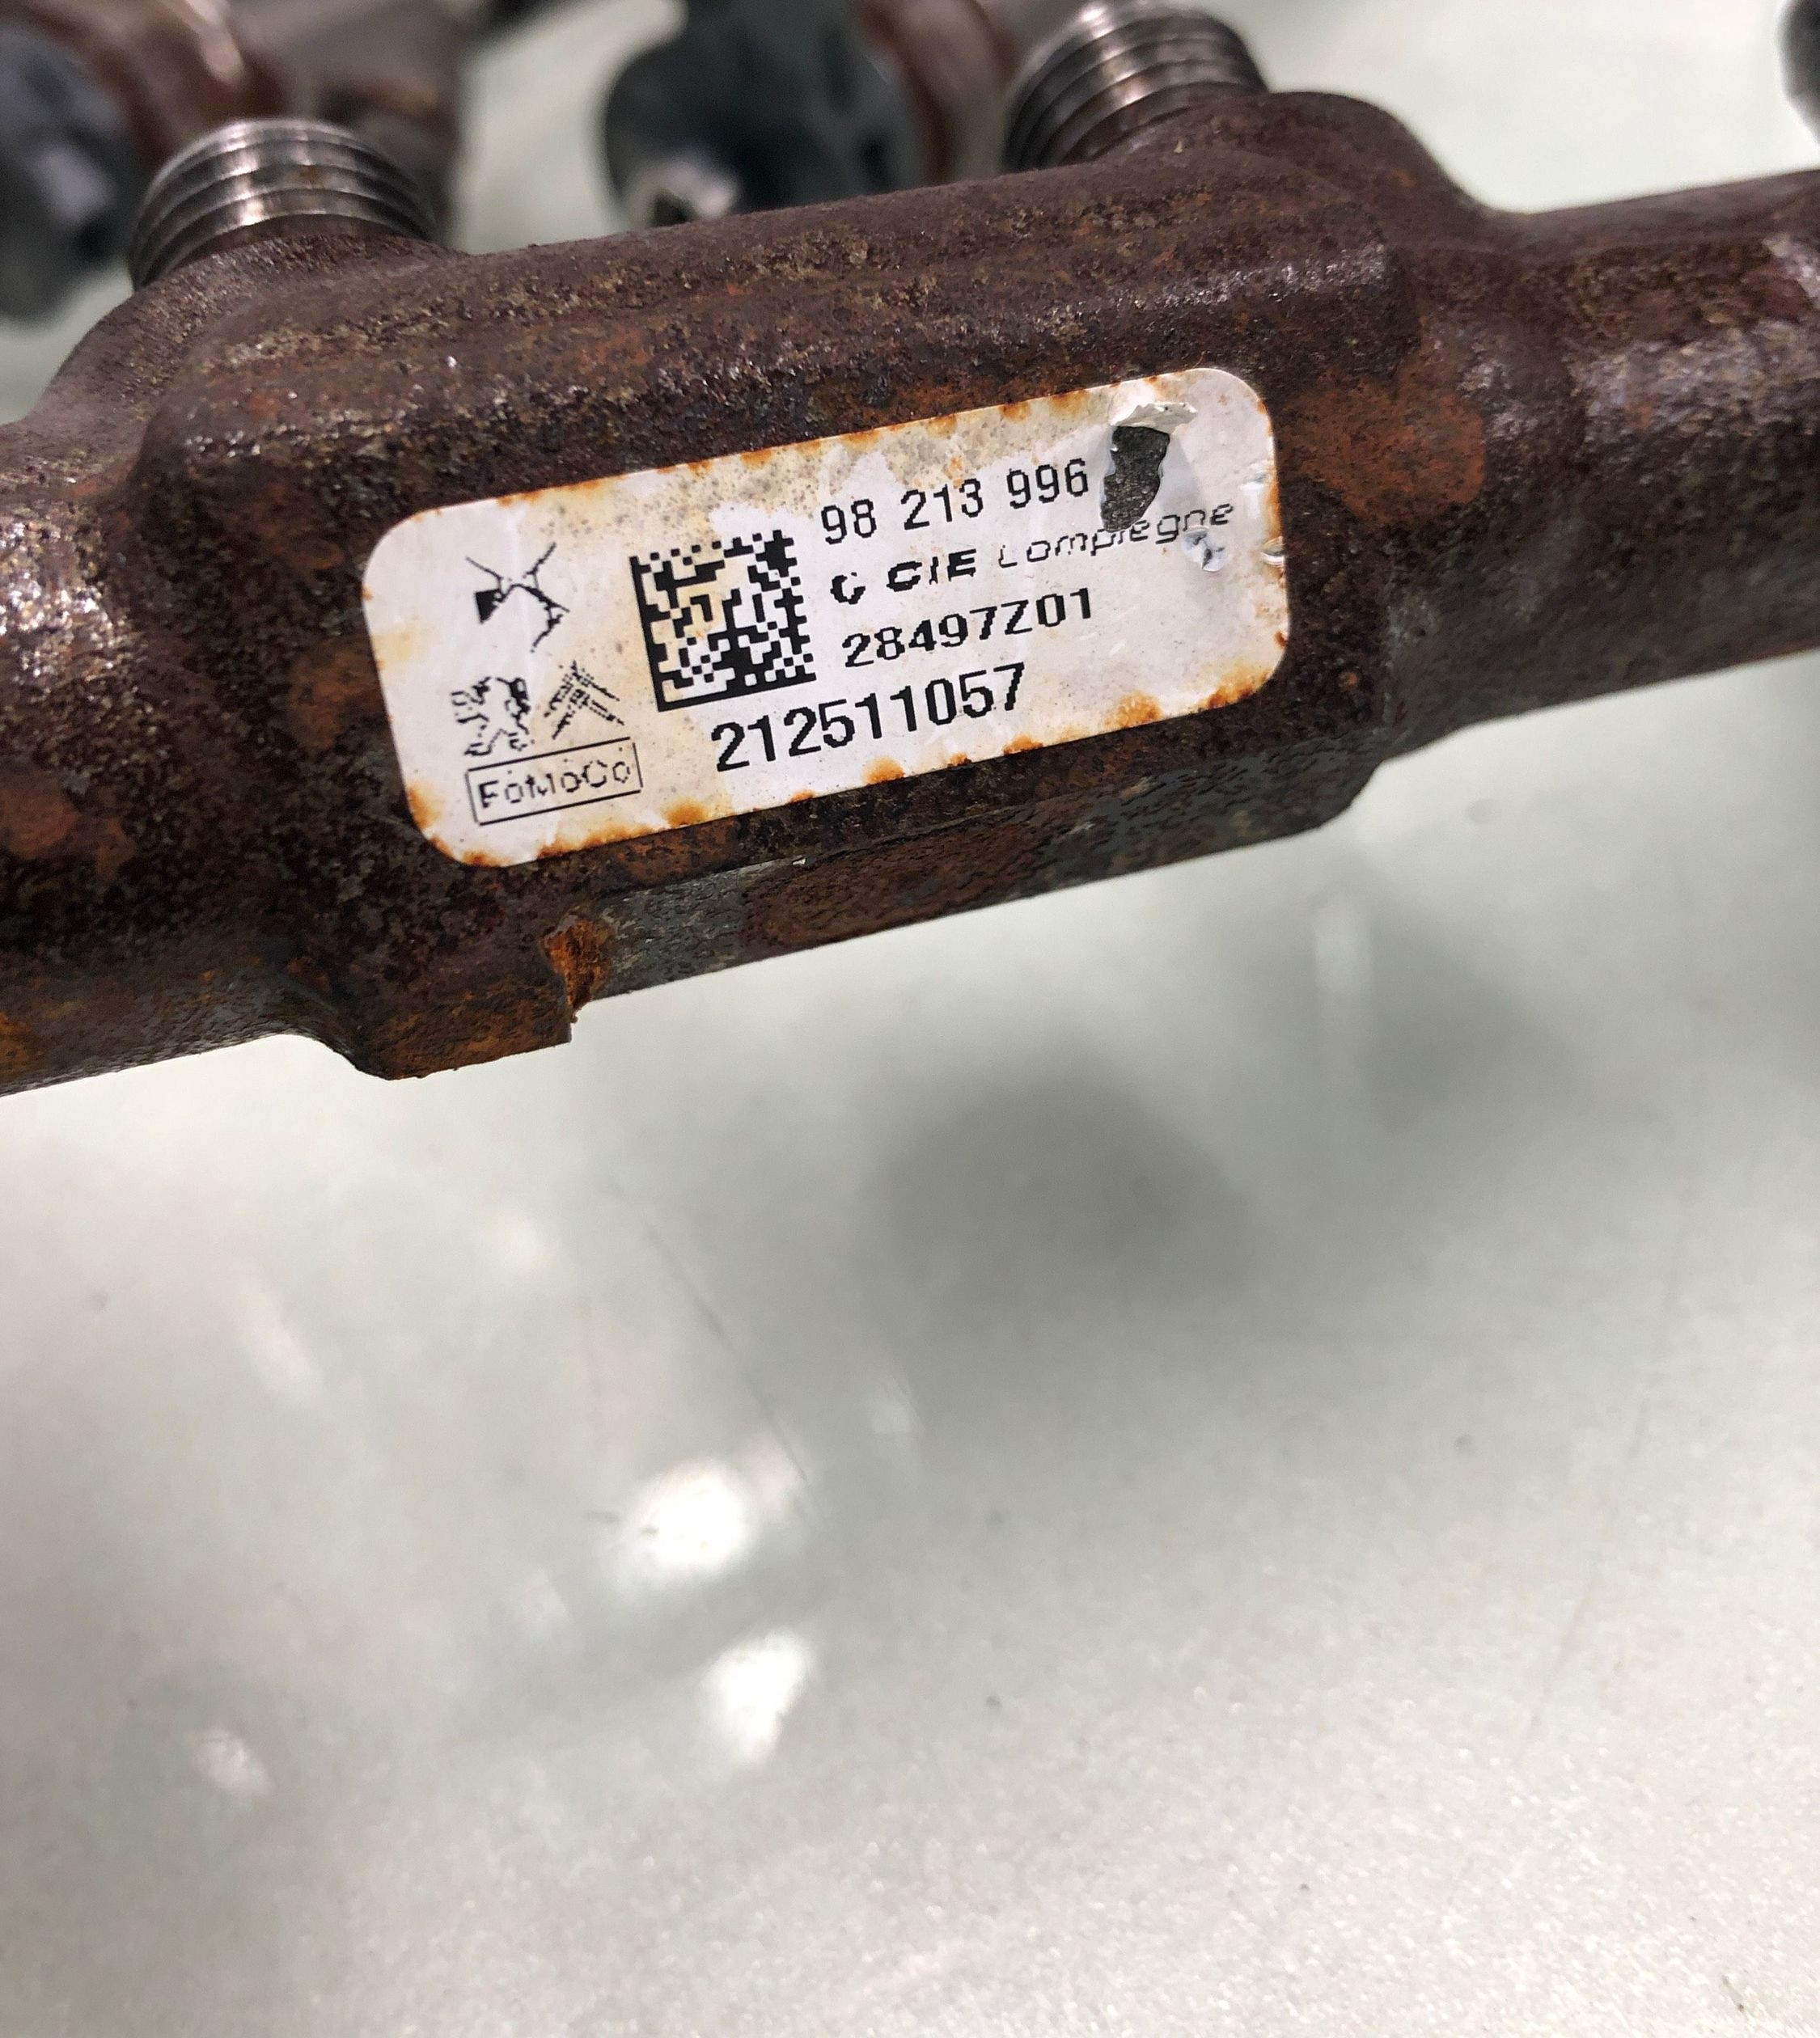 98 213 996
CIE Compiegne
28497Z01
212511057
FoMoCo